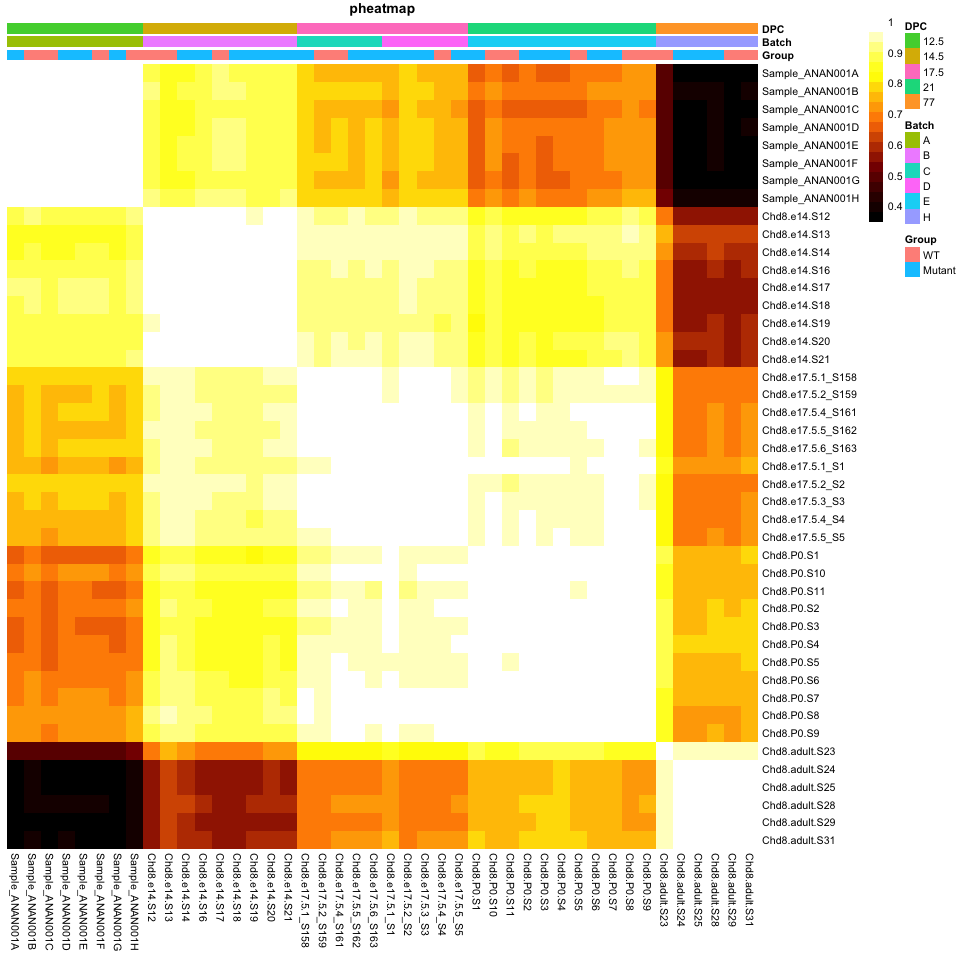 pheatmap
DPC
Batch
Group
Sample_ANAN001A
Sample_ANAN001B
Sample_ANAN001C
Sample_ANAN001D
Sample_ANAN001E
Sample_ANAN001F
Sample_ANAN001G
Sample_ANAN001H
Chd8.e14.S12
Chd8.e14.S13
Chd8.e14.S14
Chd8.e14.S16
Chd8.e14.S17
Chd8.e14.S18
Chd8.e14.S19
Chd8.e14.S20
Chd8.e14.S21
Chd8.e17.5.1_S158
Chd8.e17.5.2_S159
Chd8.e17.5.4_S161
Chd8.e17.5.5_S162
Chd8.e17.5.6_S163
Chd8.e17.5.1_S1
Chd8.e17.5.2_S2
Chd8.e17.5.3_S3
Chd8.e17.5.4_S4
Chd8.e17.5.5_S5
Chd8.P0.S1
Chd8.P0.S10
Chd8.P0.S11
Chd8.P0.S2
Chd8.P0.S3
Chd8.P0.S4
Chd8.P0.S5
Chd8.P0.S6
Chd8.P0.S7
Chd8.P0.S8
Chd8.P0.S9
Chd8.adult.S23
Chd8.adult.S24
Chd8.adult.S25
Chd8.adult.S28
Chd8.adult.S29
Chd8.adult.S31
Sample_ANAN001A
Sample_ANAN001B
Sample_ANAN001C
Sample_ANAN001D
Sample_ANAN001E
Sample_ANAN001F
Sample_ANAN001G
Sample_ANAN001H
Chd8.e14.S12
Chd8.e14.S13
Chd8.e14.S14
Chd8.e14.S16
Chd8.e14.S17
Chd8.e14.S18
Chd8.e14.S19
Chd8.e14.S20
Chd8.e14.S21
Chd8.e17.5.1_S158
Chd8.e17.5.2_S159
Chd8.e17.5.4_S161
Chd8.e17.5.5_S162
Chd8.e17.5.6_S163
Chd8.e17.5.1_S1
Chd8.e17.5.2_S2
Chd8.e17.5.3_S3
Chd8.e17.5.4_S4
Chd8.e17.5.5_S5
Chd8.P0.S1
Chd8.P0.S10
Chd8.P0.S11
Chd8.P0.S2
Chd8.P0.S3
Chd8.P0.S4
Chd8.P0.S5
Chd8.P0.S6
Chd8.P0.S7
Chd8.P0.S8
Chd8.P0.S9
Chd8.adult.S23
Chd8.adult.S24
Chd8.adult.S25
Chd8.adult.S28
Chd8.adult.S29
Chd8.adult.S31
1
0.9
0.8
0.7
0.6
0.5
0.4
DPC
12.5
14.5
17.5
21
77
Batch
A
B
C
D
E
H
Group
WT
Mutant